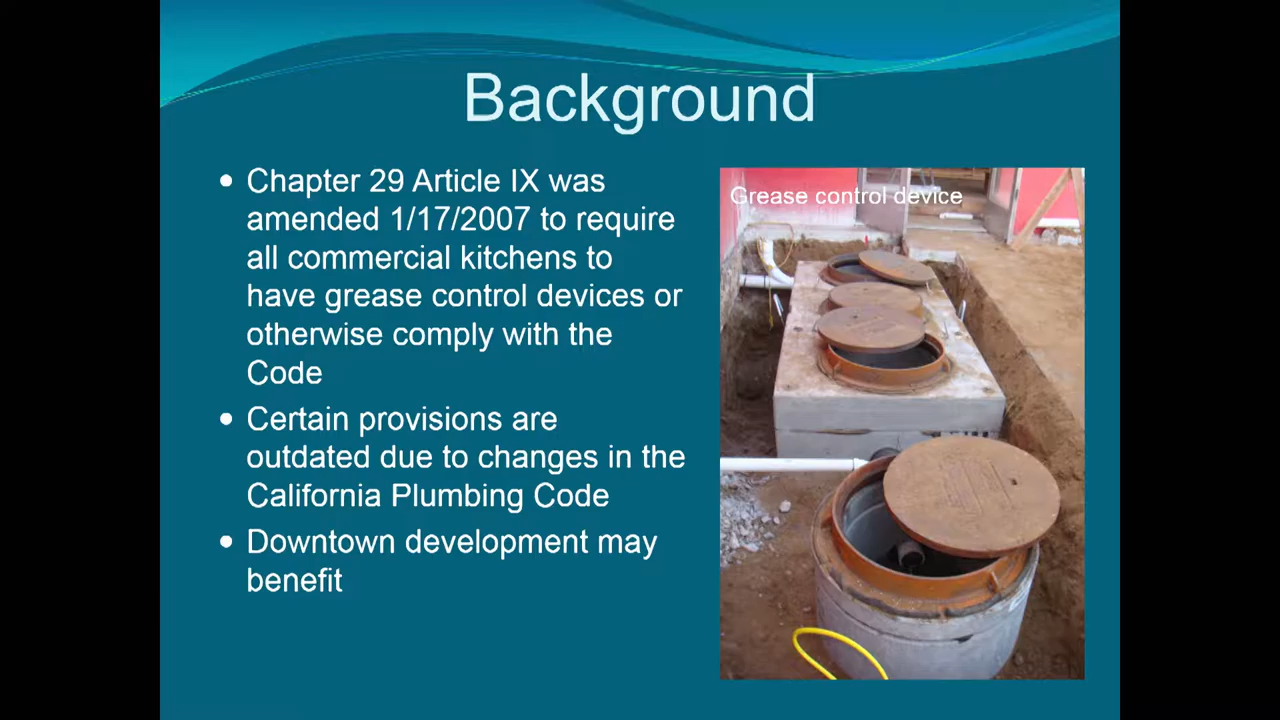 Background
• Chapter 29 Article IX was
amended 1/17/2007 to require
all commercial kitchens to
have grease control devices or
otherwise comply with the
Code
• Certain provisions are
outdated due to changes in the
California Plumbing Code
• Downtown development may
benefit
Grease control device